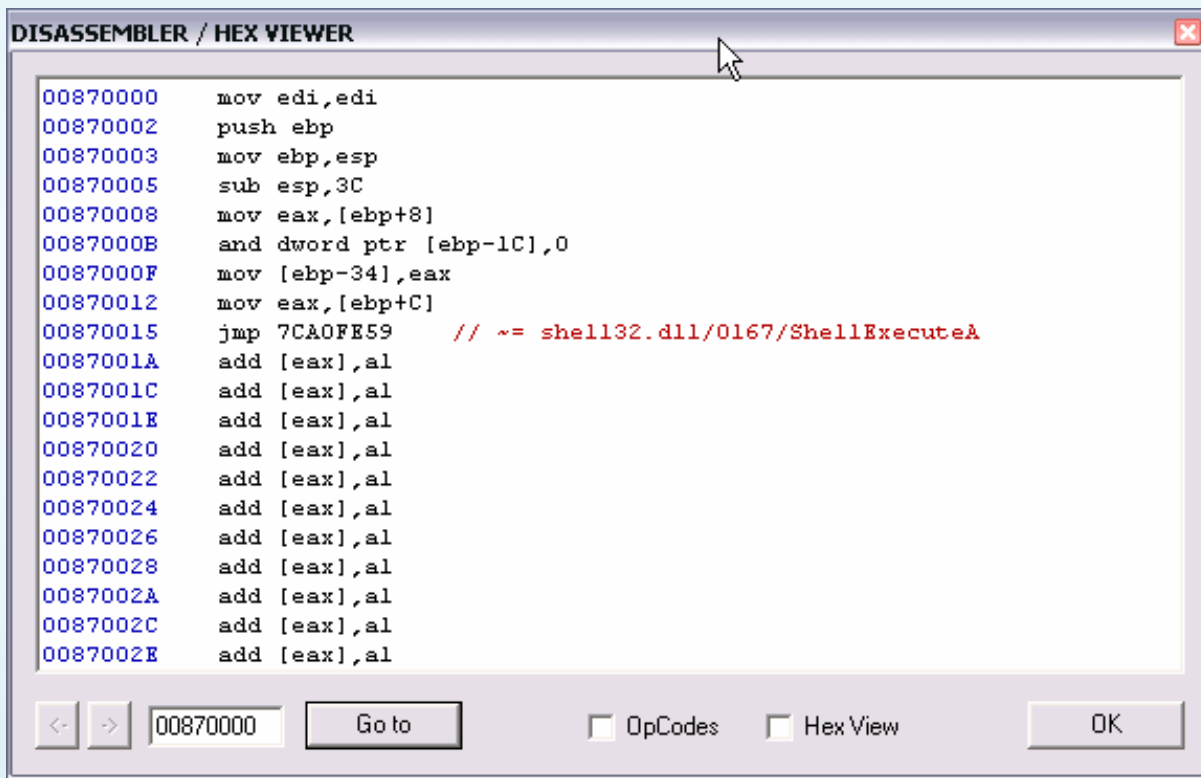 DISASSEMBLER / HEX VIEWER
00870000 mov edi,edi
00870002 push ebp
00870003 mov ebp,esp
00870005 sub esp,3C
00870008 mov eax,[ebp+8]
0087000B and dword ptr [ebp-1C],0
0087000F mov [ebp-34],eax
00870012 mov eax,[ebp+C]
00870015 jmp 7CA0FE59 // ~= shell32.dll/0167/ShellExecuteA
0087001A add [eax],al
0087001C add [eax],al
0087001E add [eax],al
00870020 add [eax],al
00870022 add [eax],al
00870024 add [eax],al
00870026 add [eax],al
00870028 add [eax],al
0087002A add [eax],al
0087002C add [eax],al
0087002E add [eax],al
<- -> 00870000 Go to OpCodes Hex View OK